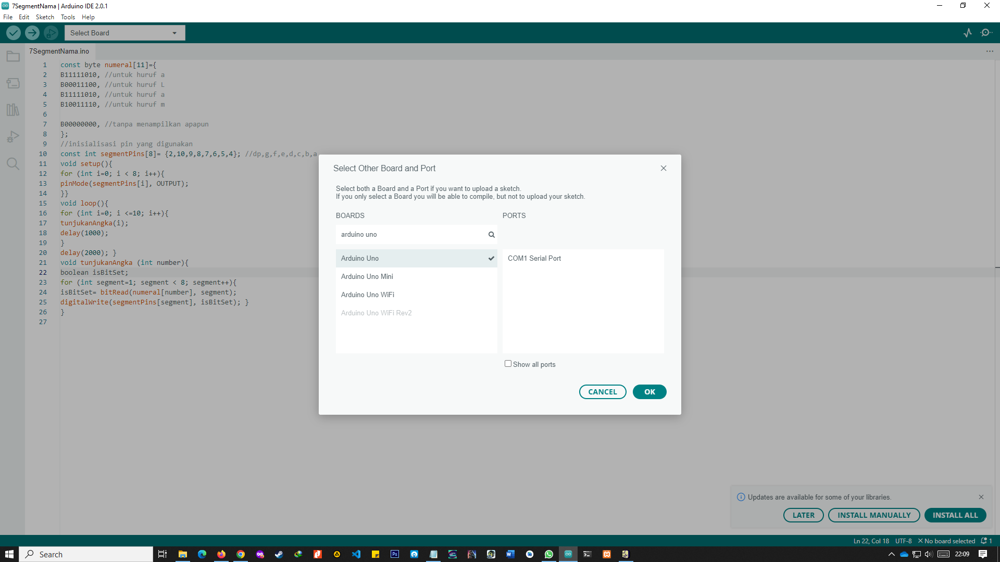 7SegmentNama | Arduino IDE 2.0.1
File Edit Sketch Tools Help
Select Board
7SegmentNama.ino
1 const byte numeral[11]={
2 B11111010, //untuk huruf a
3 B00011100, //untuk huruf L
4 B11111010, //untuk huruf a
5 B10011110, //untuk huruf m
6
7 B00000000, //tanpa menampilkan apapun
8 };
9 //inisialisasi pin yang digunakan
10 const int segmentPins[8]= {2,10,9,8,7,6,5,4}; //dp,g,f,e,d,c,b,a
11 void setup(){
12 for (int i=0; i < 8; i++){
13 pinMode(segmentPins[i], OUTPUT);
14 }}
15 void loop(){
16 for (int i=0; i <=10; i++){
17 tunjukanAngka(i);
18 delay(1000);
19 }
20 delay(2000); }
21 void tunjukanAngka (int number){
22 boolean isBitSet;
23 for (int segment=1; segment < 8; segment++){
24 isBitSet= bitRead(numeral[number], segment);
25 digitalWrite(segmentPins[segment], isBitSet); }
26 }
27
Select Other Board and Port
Select both a Board and a Port if you want to upload a sketch.
If you only select a Board you will be able to compile, but not to upload your sketch.
BOARDS PORTS
arduino uno
Arduino Uno COM1 Serial Port
Arduino Uno Mini
Arduino Uno WiFi
Arduino Uno WiFi Rev2
Show all ports
CANCEL OK
Updates are available for some of your libraries.
LATER INSTALL MANUALLY INSTALL ALL
Ln 22, Col 18 UTF-8 No board selected 1
Search
Ps
22:09